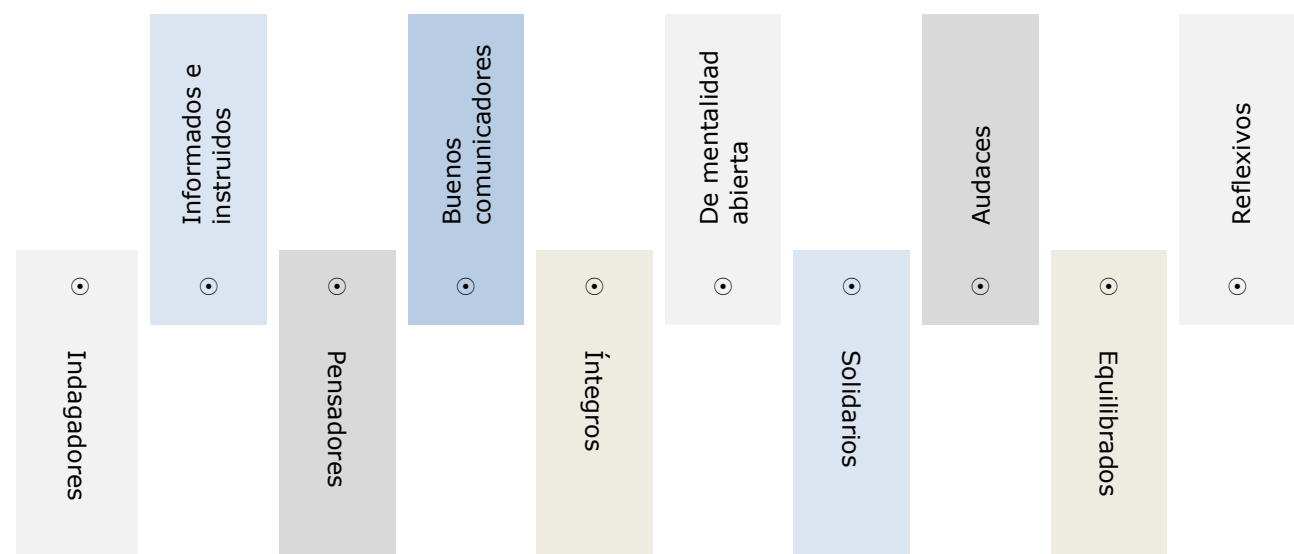 Indagadores
Informados e
instruidos
Pensadores
Buenos
comunicadores
Íntegros
De mentalidad
abierta
Solidarios
Audaces
Equilibrados
Reflexivos